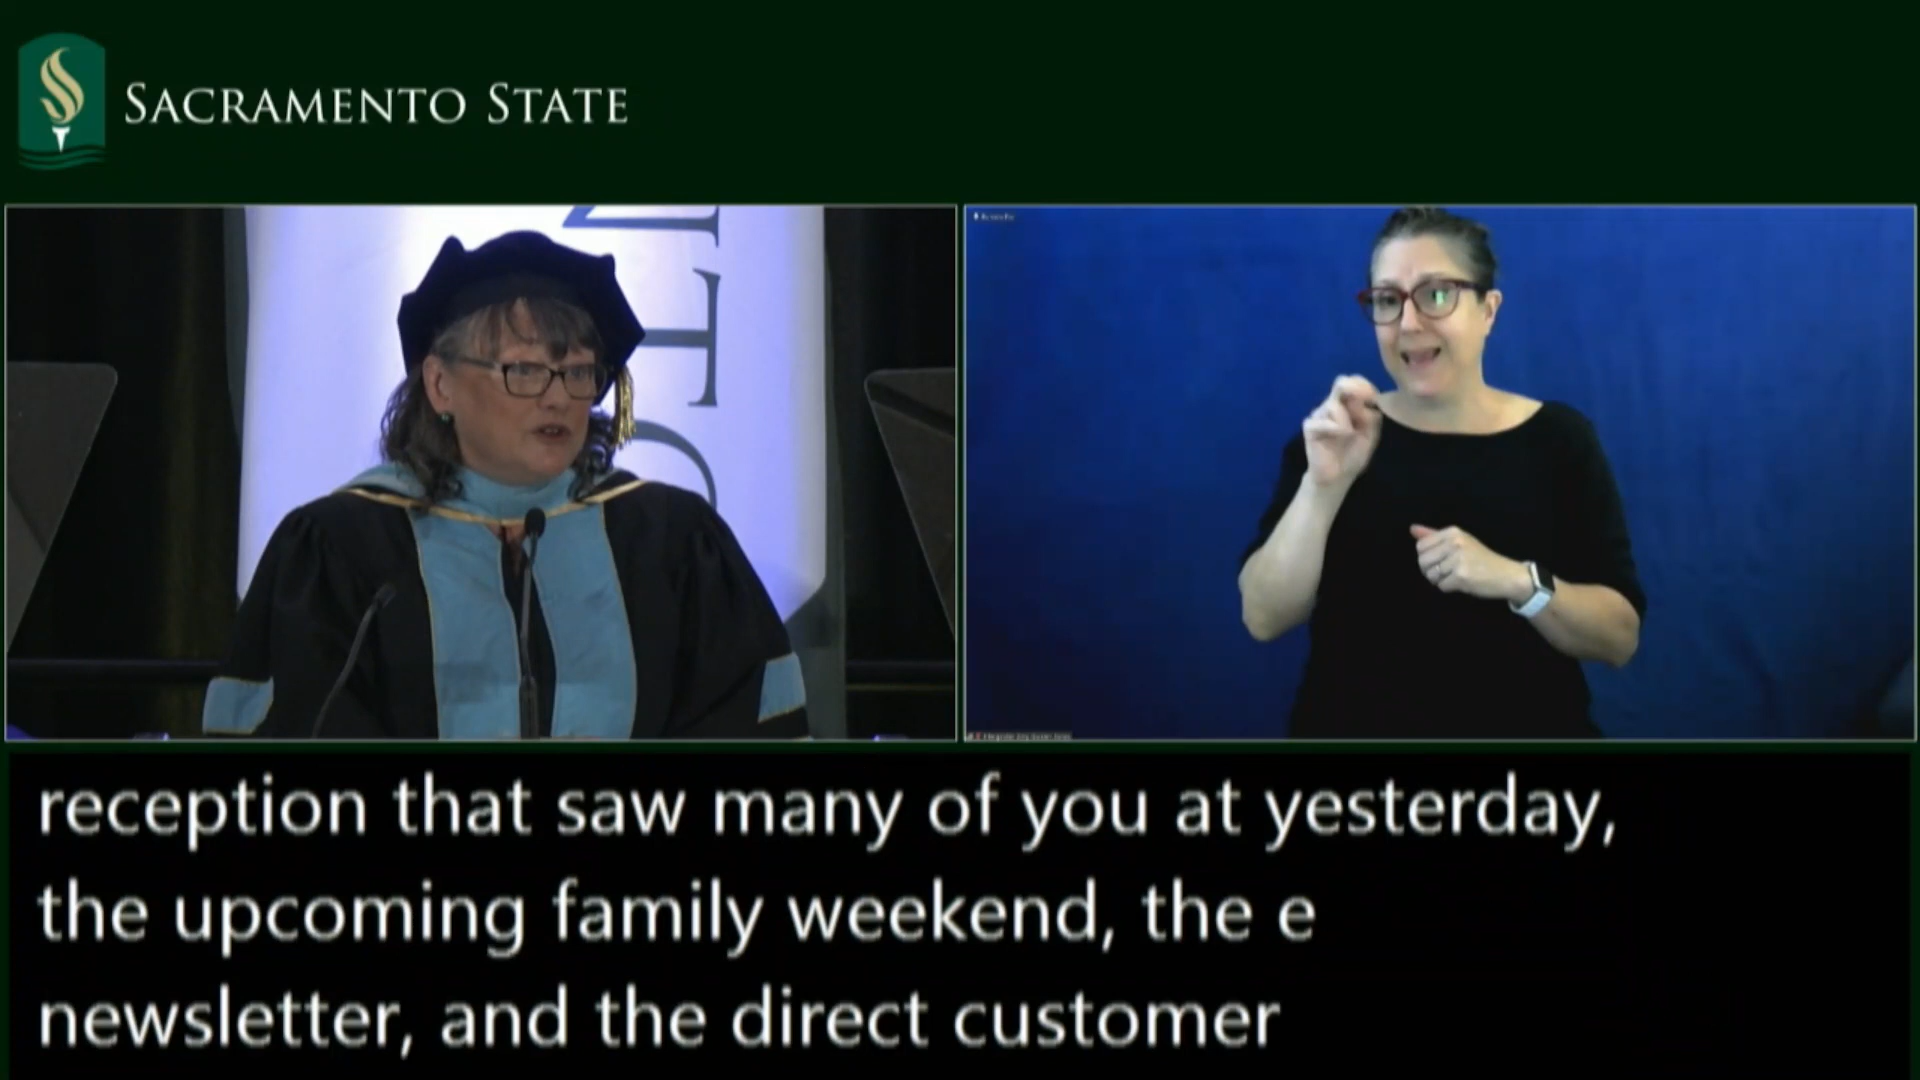 SACRAMENTO STATE
NTO
reception that saw many of you at yesterday,
the upcoming family weekend, the e
newsletter, and the direct customer